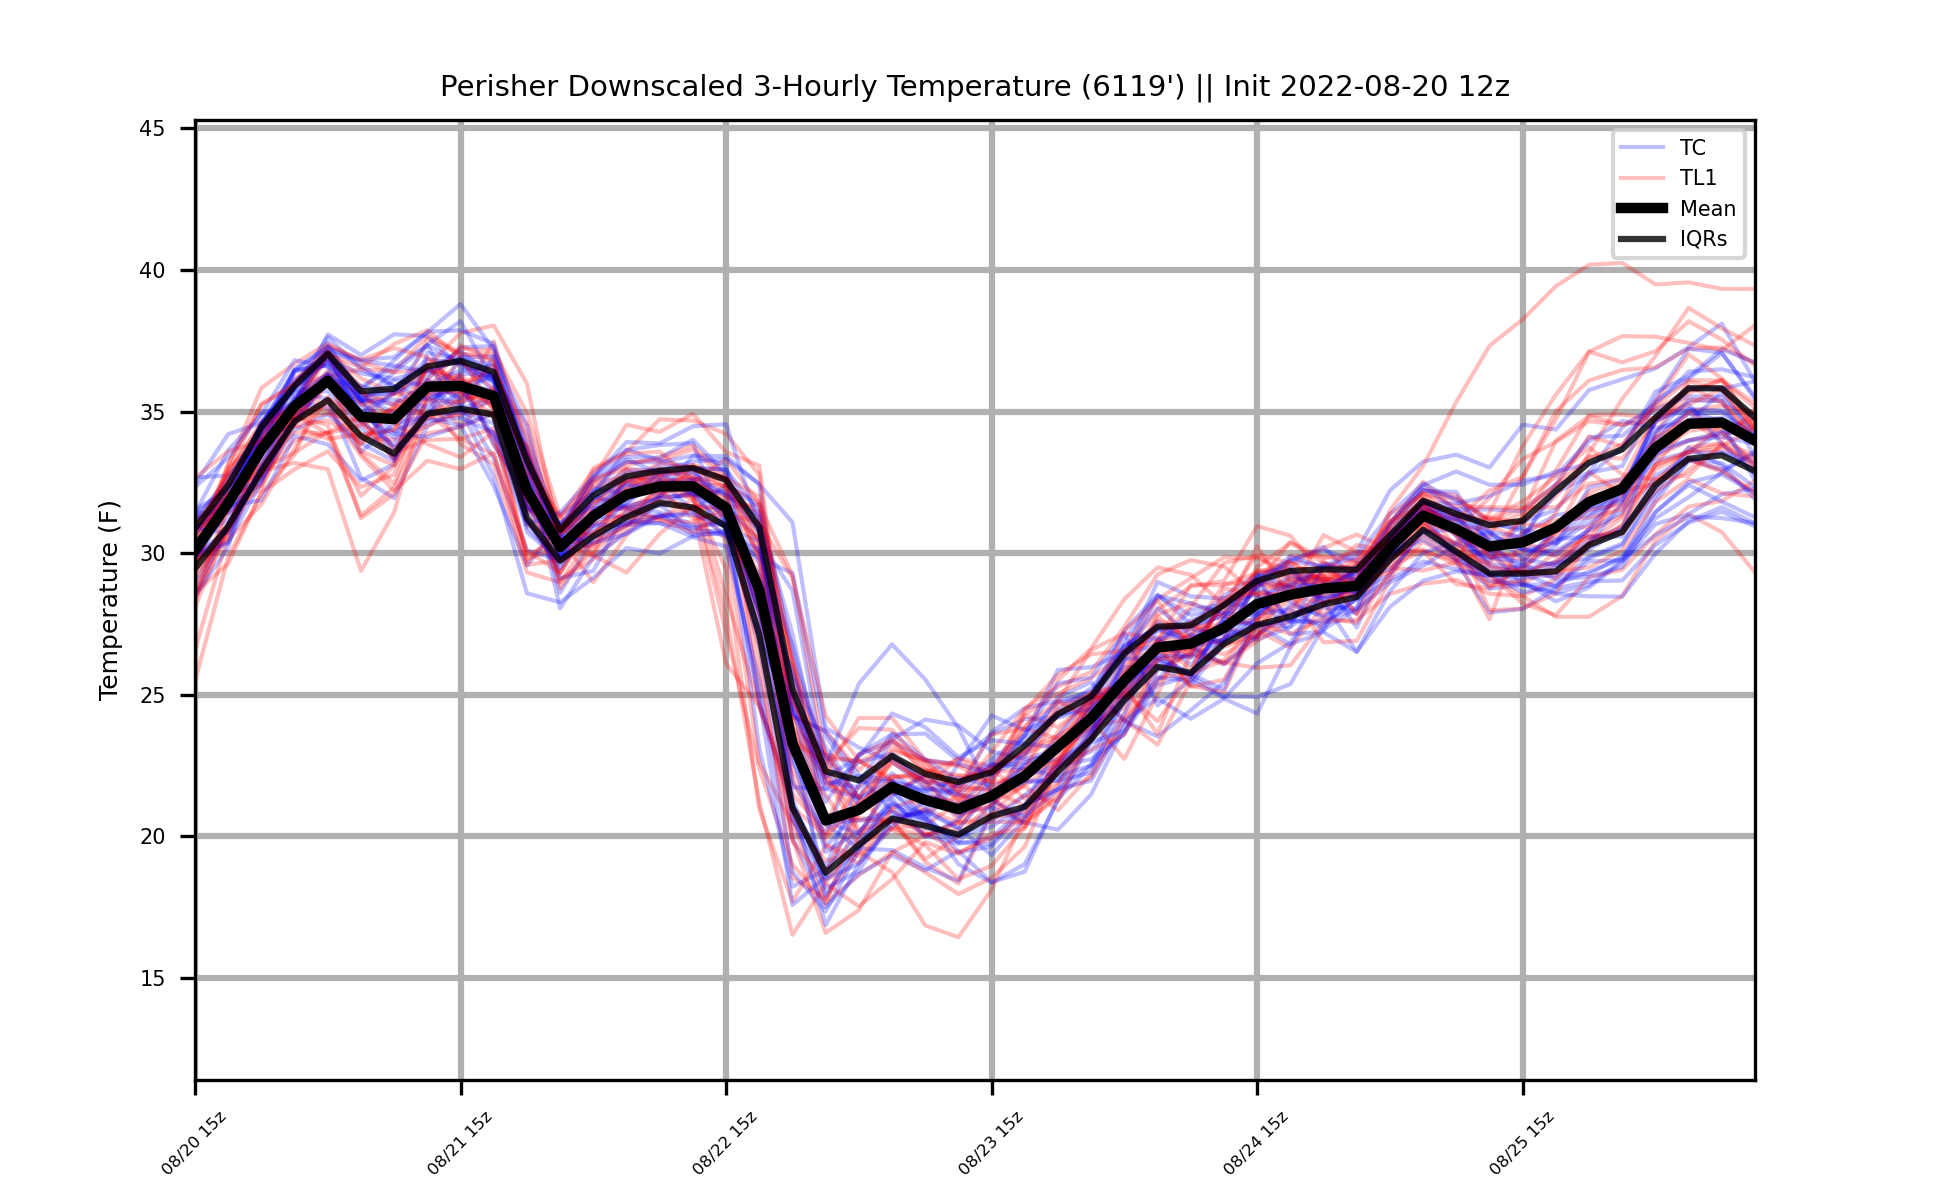 Perisher Downscaled 3-Hourly Temperature (6119') || Init 2022-08-20 12z
TC
TL1
Mean
IQRs
Temperature (F)
45
40
35
30
25
20
15
08/20 15z
08/21 15z
08/22 15z
08/23 15z
08/24 15z
08/25 15z